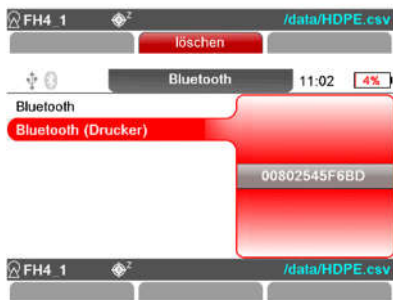 FH4_1 Z /data/HDPE.csv
löschen
Bluetooth 11:02 4%
Bluetooth
Bluetooth (Drucker)
00802545F6BD
FH4_1 Z /data/HDPE.csv